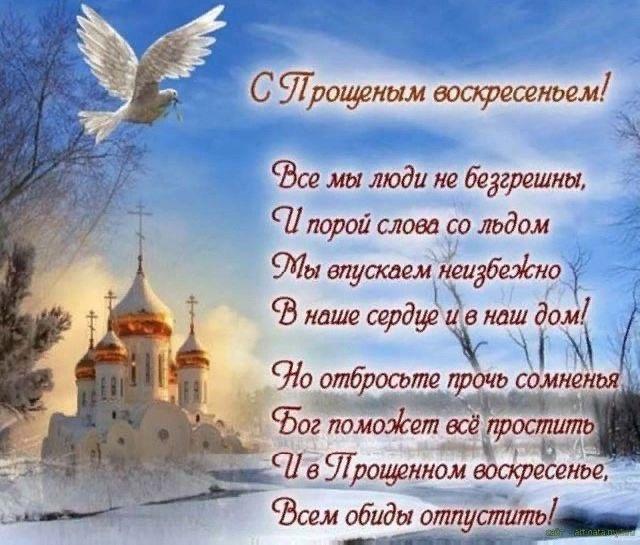 С Прощеным воскресеньем!
Все мы люди не безгрешны,
И порой слова со льдом
Мы впускаем неизбежно
В наше сердце и в наш дом!
Но отбросьте прочь сомненья
Бог поможет всё простить
И в Прощенном воскресенье,
Всем обиды отпустить!